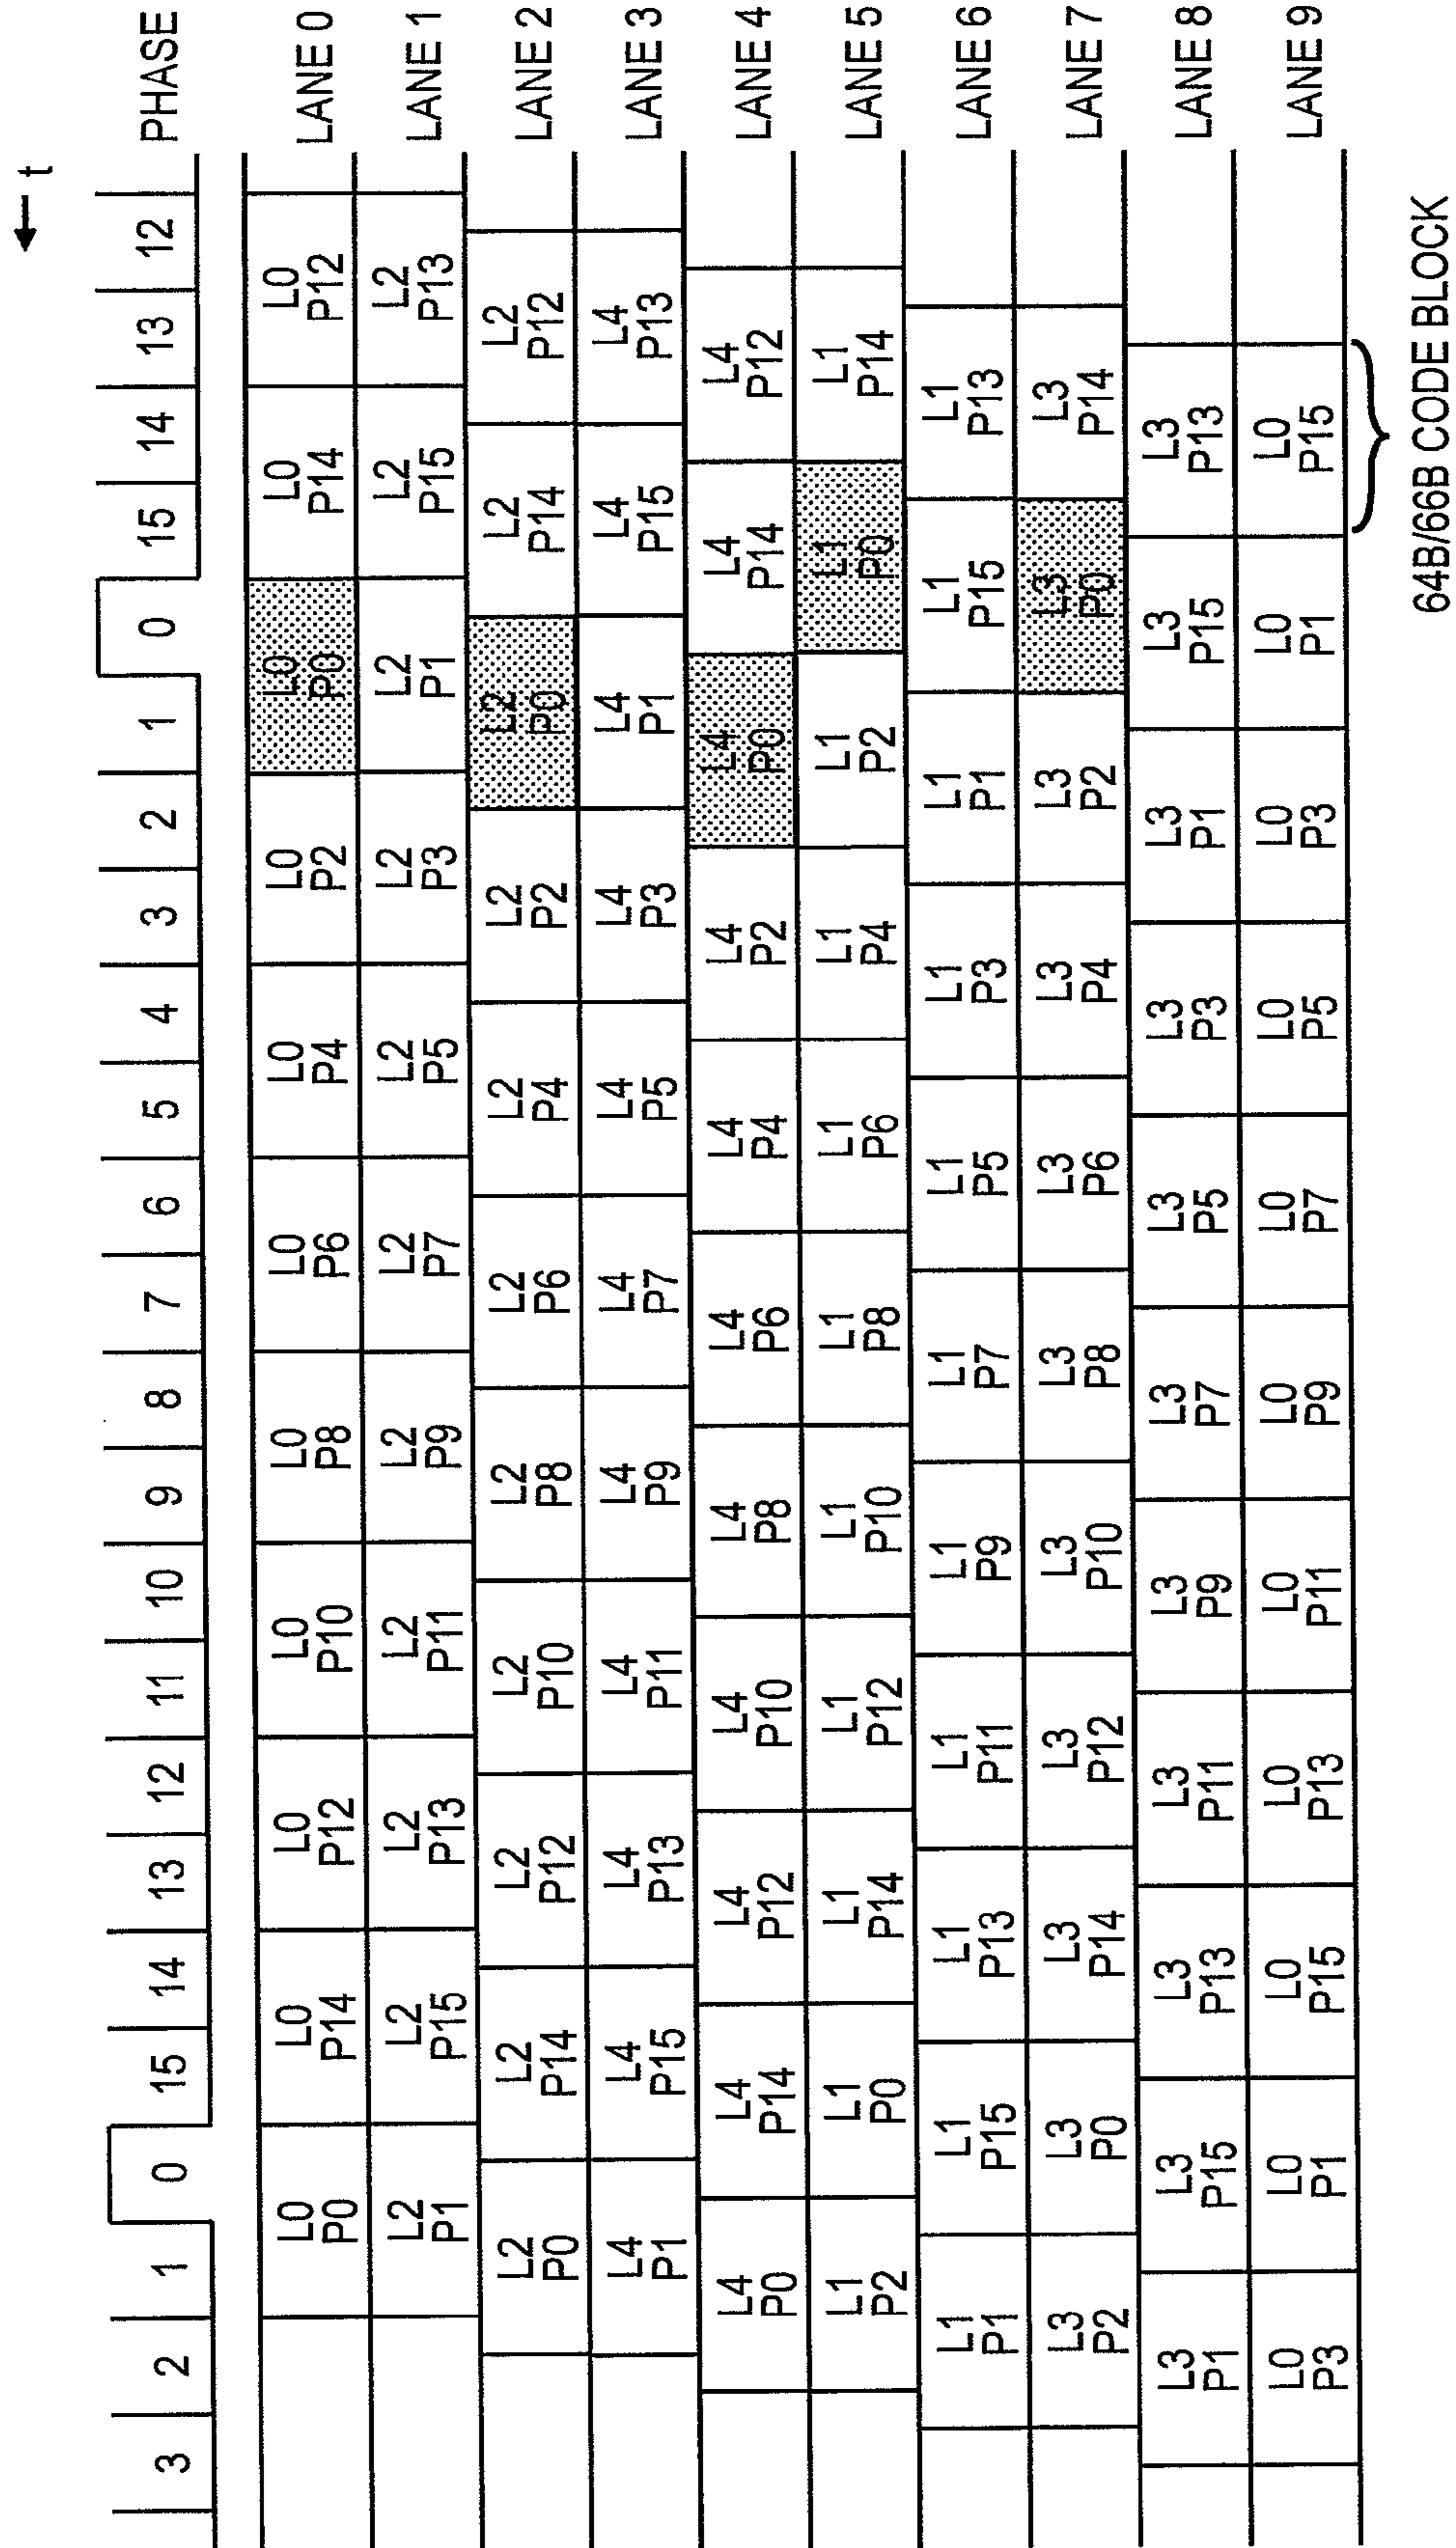 t
3 2 1 0 15 14 13 12 11 10 9 8 7 6 5 4 3 2 1 0 15 14 13 12 PHASE
L0 L0 L0 L0 L0 L0 L0 L0 L0 L0 L0 LANE 0
P0 P14 P12 P10 P8 P6 P4 P2 P0 P14 P12
L2 L2 L2 L2 L2 L2 L2 L2 L2 L2 L2 LANE 1
P1 P15 P13 P11 P9 P7 P5 P3 P1 P15 P13
L2 L2 L2 L2 L2 L2 L2 L2 L2 L2 L2 LANE 2
P0 P14 P12 P10 P8 P6 P4 P2 P0 P14 P12
L4 L4 L4 L4 L4 L4 L4 L4 L4 L4 L4 LANE 3
P1 P15 P13 P11 P9 P7 P5 P3 P1 P15 P13
L4 L4 L4 L4 L4 L4 L4 L4 L4 L4 L4 LANE 4
P0 P14 P12 P10 P8 P6 P4 P2 P0 P14 P12
L1 L1 L1 L1 L1 L1 L1 L1 L1 L1 L1 LANE 5
P2 P0 P14 P12 P10 P8 P6 P4 P2 P0 P14
L1 L1 L1 L1 L1 L1 L1 L1 L1 L1 L1 LANE 6
P1 P15 P13 P11 P9 P7 P5 P3 P1 P15 P13
L3 L3 L3 L3 L3 L3 L3 L3 L3 L3 L3 LANE 7
P2 P0 P14 P12 P10 P8 P6 P4 P2 P0 P14
L3 L3 L3 L3 L3 L3 L3 L3 L3 L3 L3 LANE 8
P1 P15 P13 P11 P9 P7 P5 P3 P1 P15 P13
L0 L0 L0 L0 L0 L0 L0 L0 L0 L0 L0 LANE 9
P3 P1 P15 P13 P11 P9 P7 P5 P3 P1 P15
64B/66B CODE BLOCK